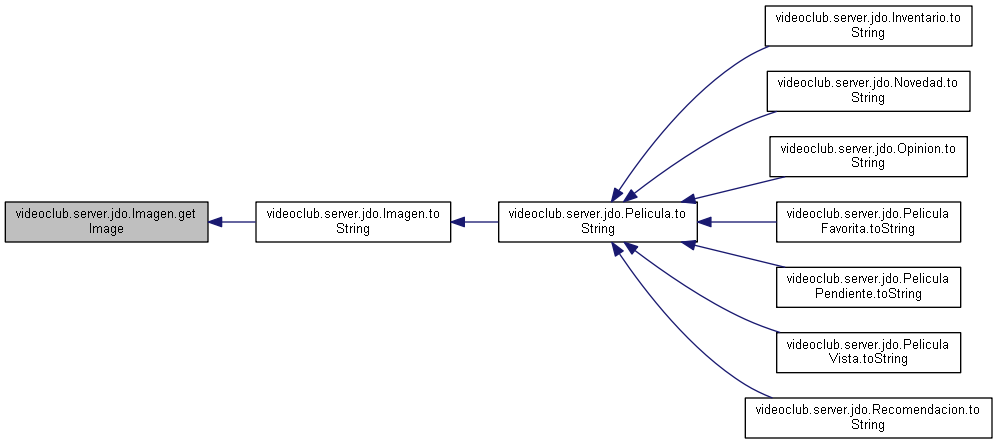 videoclub.server.jdo.Inventario.to
String
videoclub.server.jdo.Novedad.to
String
videoclub.server.jdo.Opinion.to
String
videoclub.server.jdo.Imagen.get
Image
videoclub.server.jdo.Imagen.to
String
videoclub.server.jdo.Pelicula.to
String
videoclub.server.jdo.Pelicula
Favorita.toString
videoclub.server.jdo.Pelicula
Pendiente.toString
videoclub.server.jdo.Pelicula
Vista.toString
videoclub.server.jdo.Recomendacion.to
String